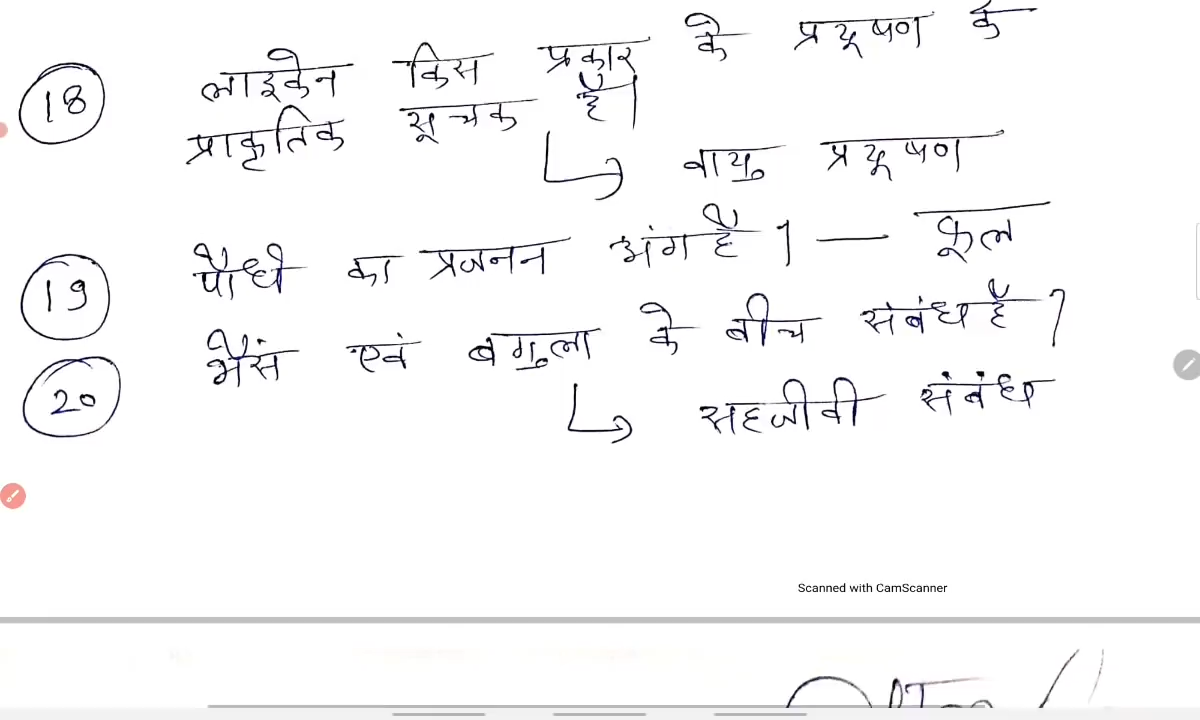 18 लाइकेन किस प्रकार के प्रदूषण के
प्राकृतिक सूचक हैं।
↳ वायु प्रदूषण
19 पौधे का प्रजनन अंग है? — फूल
20 भैंस एवं बगुला के बीच संबंध है?
↳ सहजीवी संबंध
Scanned with CamScanner